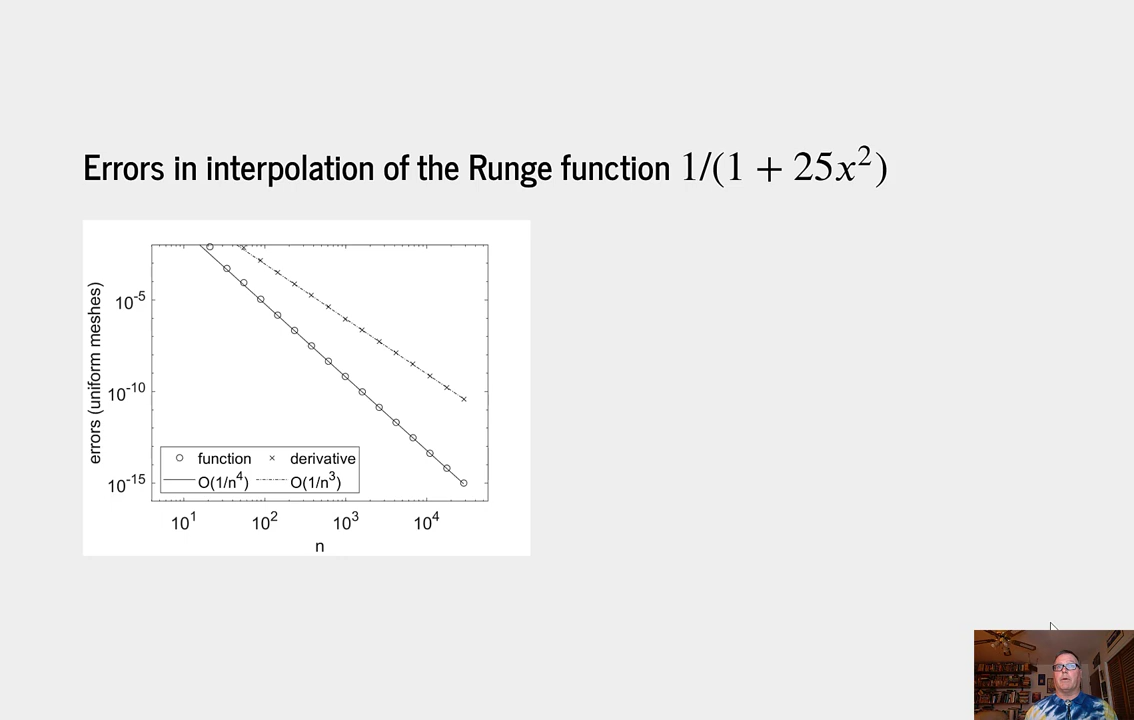 Errors in interpolation of the Runge function 1/(1 + 25x²)
errors (uniform meshes)
10⁻⁵
10⁻¹⁰
10⁻¹⁵
function
derivative
O(1/n⁴)
O(1/n³)
10¹
10²
10³
10⁴
n